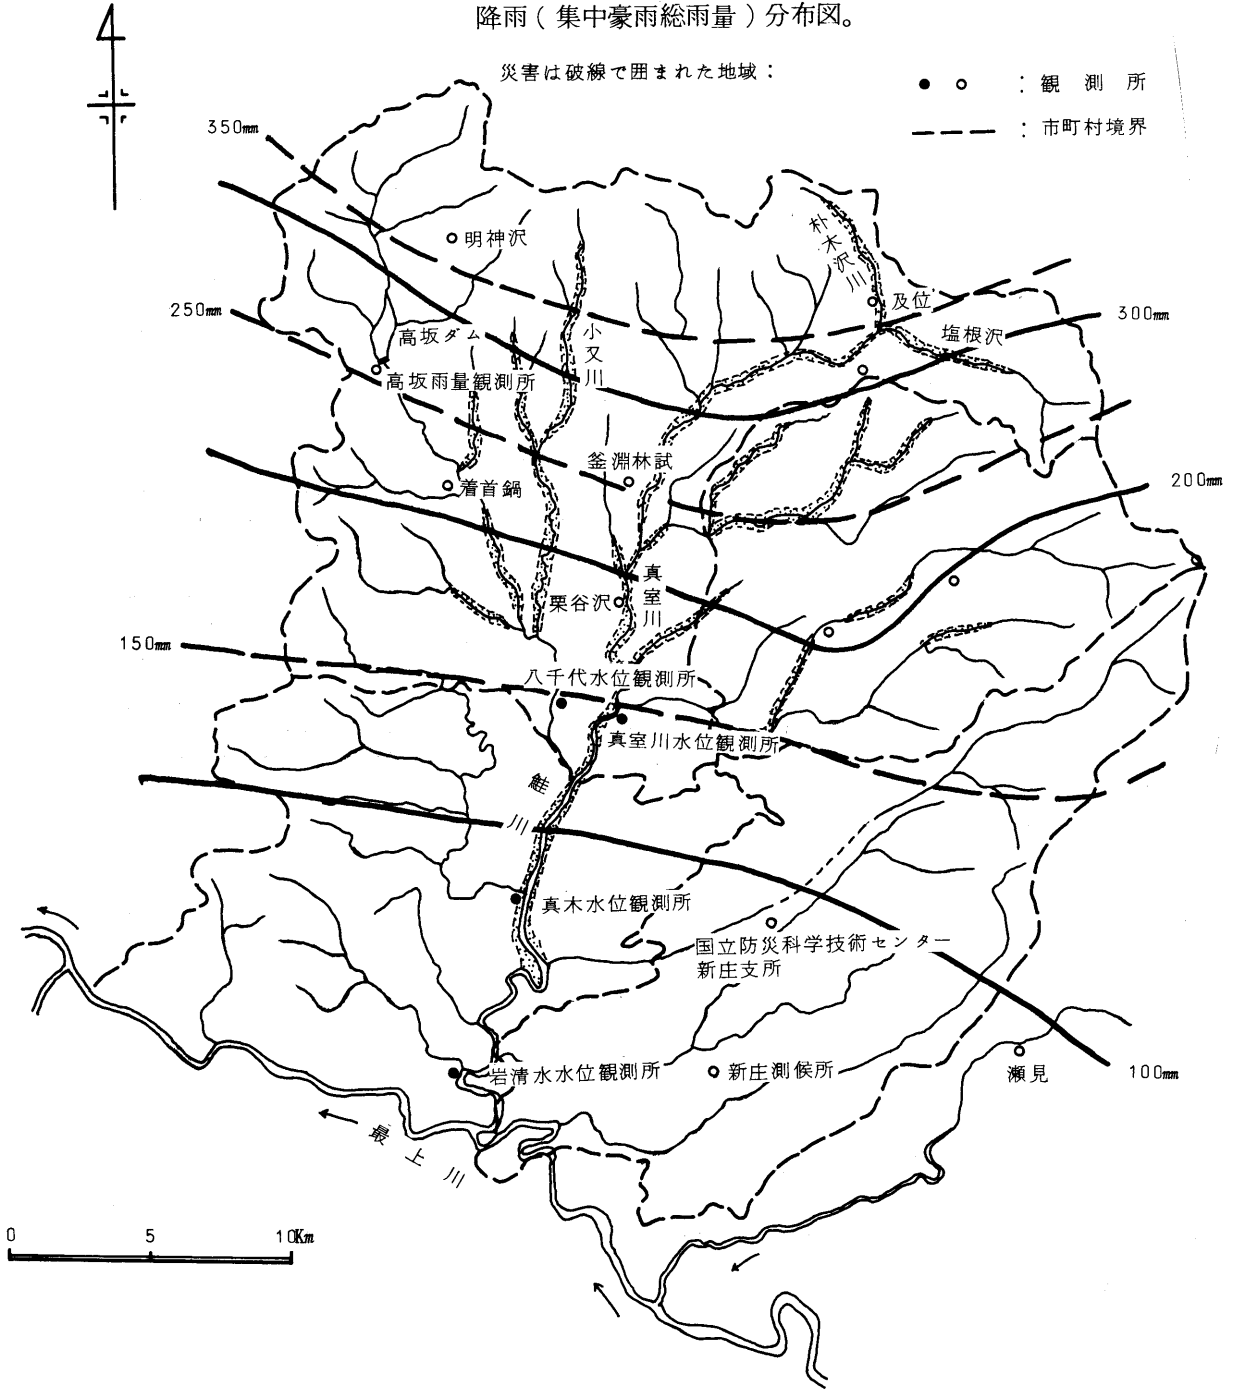 降雨(集中豪雨総雨量)分布図。
災害は破線で囲まれた地域:
● ○ : 観測所
: 市町村境界
350mm
明神沢
朴木沢川
及位
250mm
高坂ダム
小又川
塩根沢
300mm
高坂雨量観測所
釜淵林試
着首鍋
200mm
真室川
栗谷沢
150mm
八千代水位観測所
真室川水位観測所
鮭川
真木水位観測所
国立防災科学技術センター
新庄支所
岩清水水位観測所
新庄測候所
瀬見
100mm
最上川
0 5 10Km